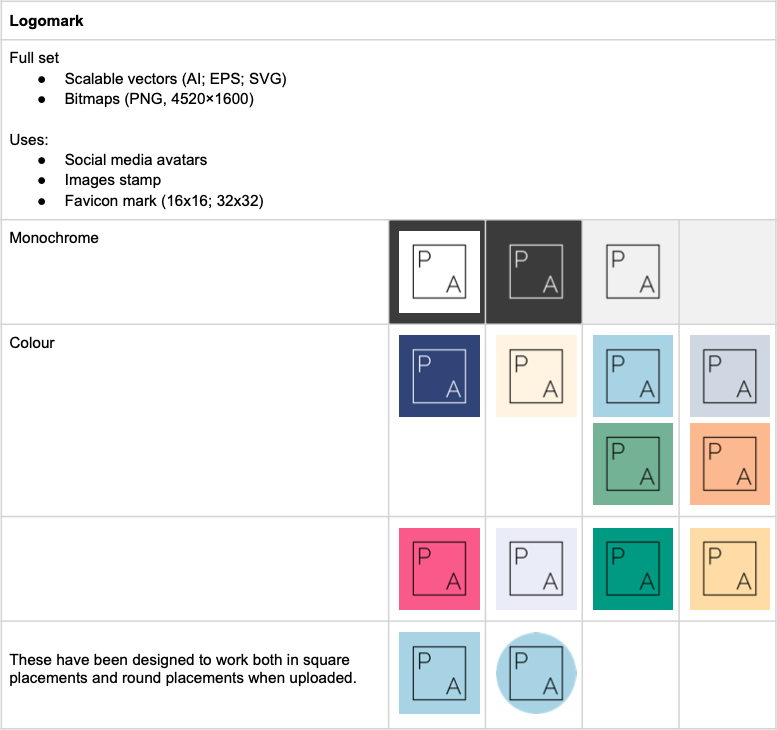 Logomark
Full set
● Scalable vectors (AI; EPS; SVG)
● Bitmaps (PNG, 4520×1600)
Uses:
● Social media avatars
● Images stamp
● Favicon mark (16x16; 32x32)
Monochrome
P
A
P
A
P
A
Colour
P
A
P
A
P
A
P
A
P
A
P
A
P
A
P
A
P
A
P
A
These have been designed to work both in square
placements and round placements when uploaded.
P
A
P
A